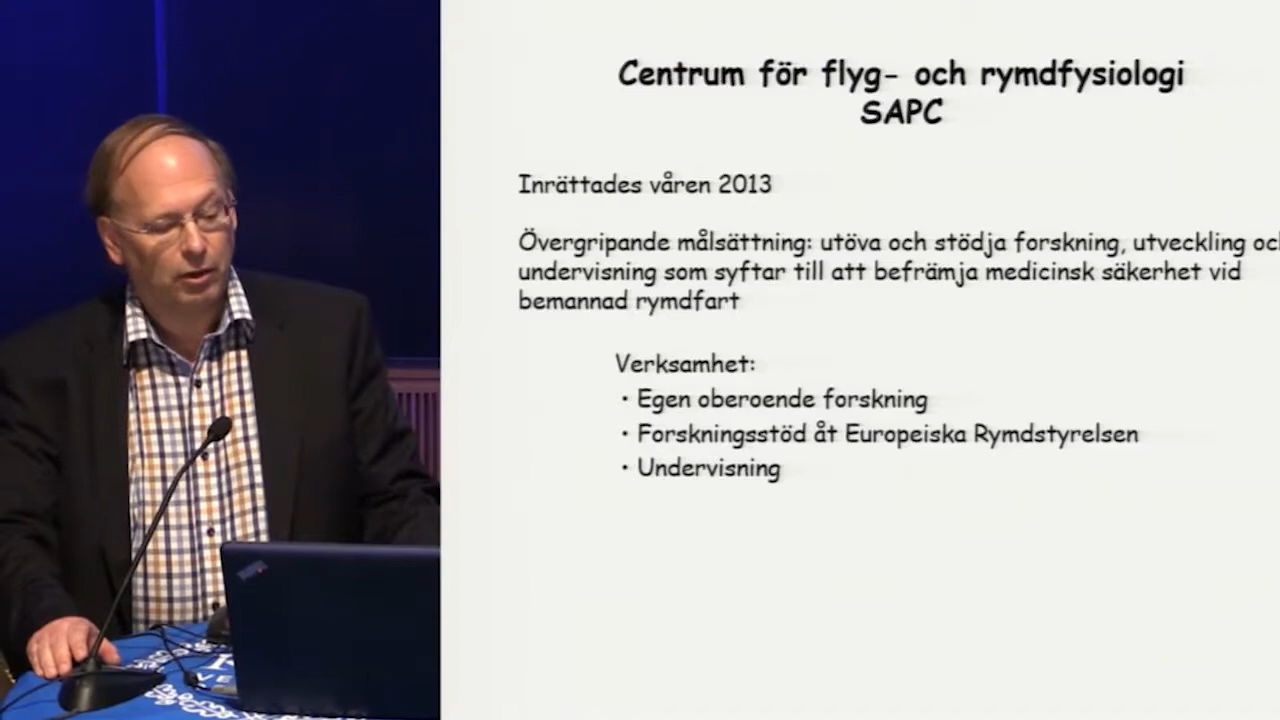 Centrum för flyg- och rymdfysiologi
SAPC
Inrättades våren 2013
Övergripande målsättning: utöva och stödja forskning, utveckling och
undervisning som syftar till att befrämja medicinsk säkerhet vid
bemannad rymdfart
Verksamhet:
• Egen oberoende forskning
• Forskningsstöd åt Europeiska Rymdstyrelsen
• Undervisning